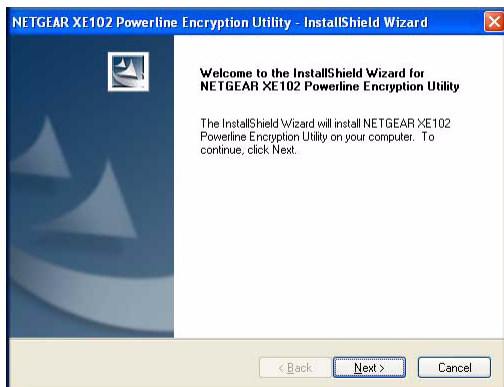 NETGEAR XE102 Powerline Encryption Utility - InstallShield Wizard
Welcome to the InstallShield Wizard for
NETGEAR XE102 Powerline Encryption Utility
The InstallShield Wizard will install NETGEAR XE102
Powerline Encryption Utility on your computer. To
continue, click Next.
< Back
Next >
Cancel